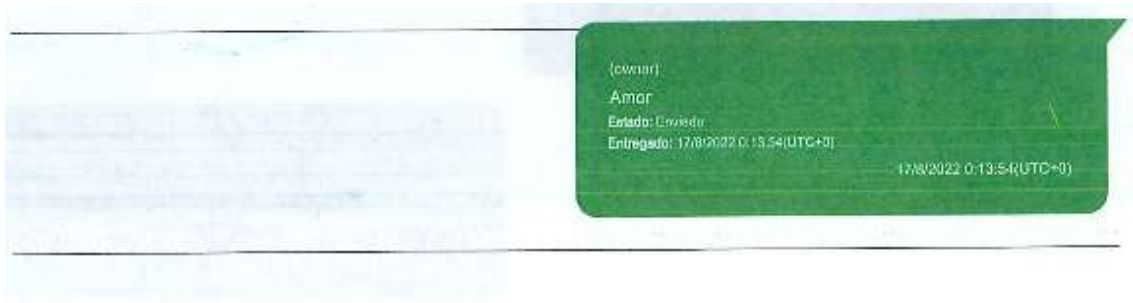 (owner)
Amor
Estado: Enviado
Entregado: 17/8/2022 0:13:54(UTC+0)
17/8/2022 0:13:54(UTC+0)